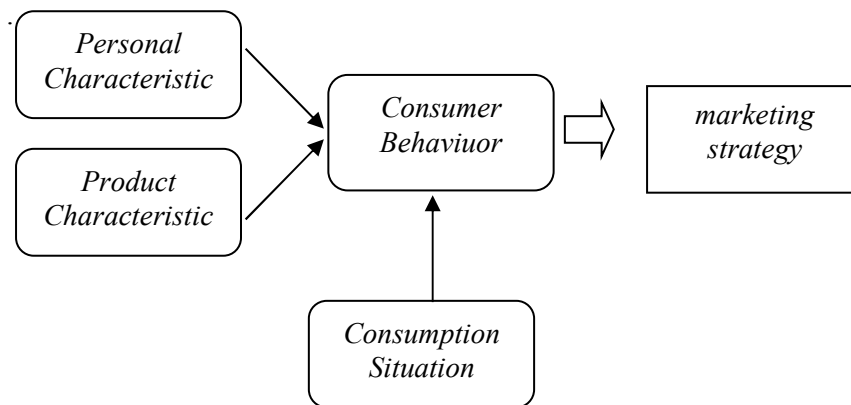 Personal
Characteristic
Consumer
Behaviuor
marketing
strategy
Product
Characteristic
Consumption
Situation